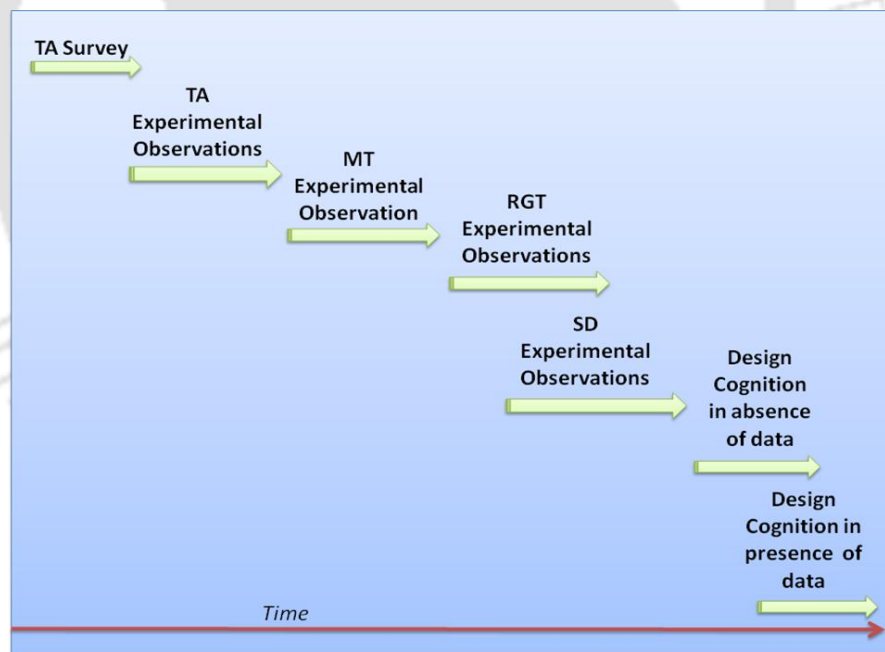 TA Survey
TA
Experimental
Observations
MT
Experimental
Observation
RGT
Experimental
Observations
SD
Experimental
Observations
Design
Cognition
in absence
of data
Design
Cognition in
presence of
data
Time